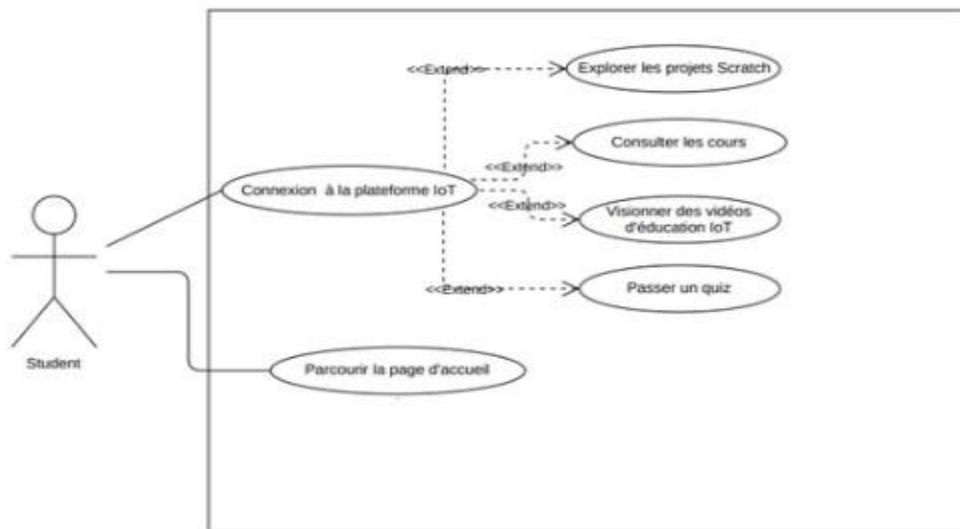 <<Extend>>
Explorer les projets Scratch
Consulter les cours
<<Extend>>
Connexion à la plateforme IoT
<<Extend>>
Visionner des vidéos
d'éducation IoT
<<Extend>>
Passer un quiz
Student
Parcourir la page d'accueil